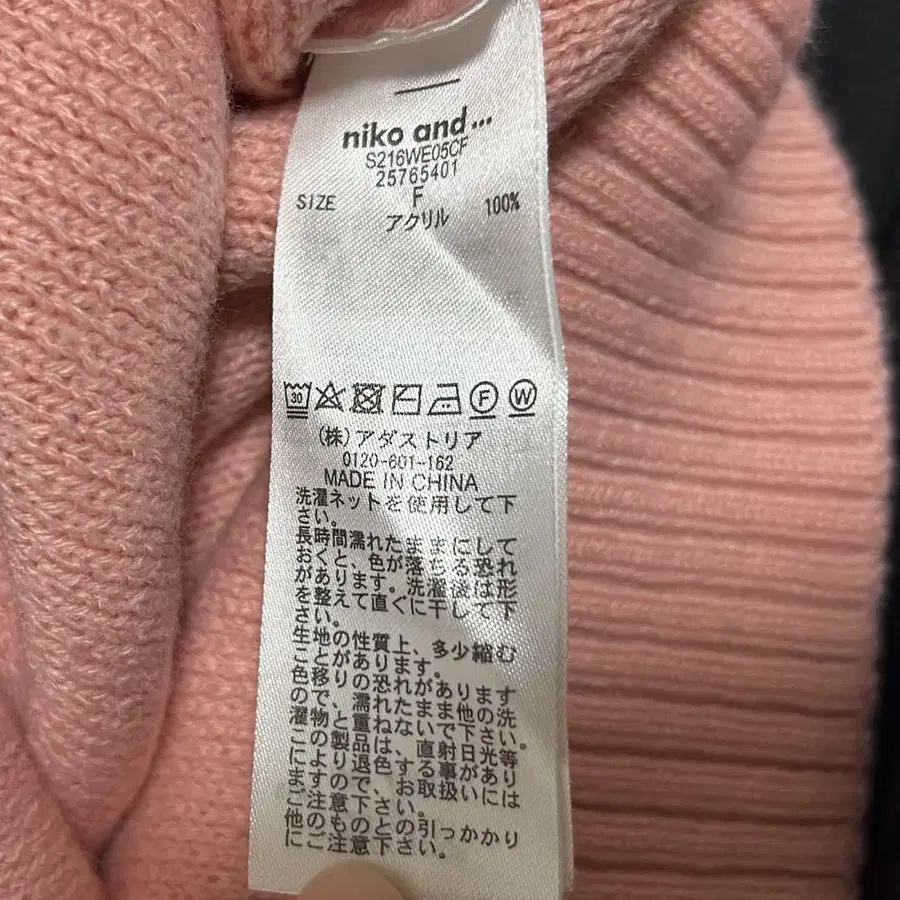 niko and ...
S216WE05CF
25765401
SIZE F
アクリル 100%
30 F W
(株)アダストリア
0120-601-162
MADE IN CHINA
洗濯ネットを使用して下
さい。
長時間濡れたままにして
おくと、色が落ちる恐れ
があります。洗濯後は形
を整えて直ぐに干して下
さい。
生地の性質上、多少縮む
ことがあります。
色移りの恐れがあります
ので、濡れたまま他の洗
濯物と重ねないで下さい。
この製品は、直射日光等
により退色する事があり
ますので、お取扱いには
ご注意下さい。
他のものとの引っかかり
にご注意下さい。